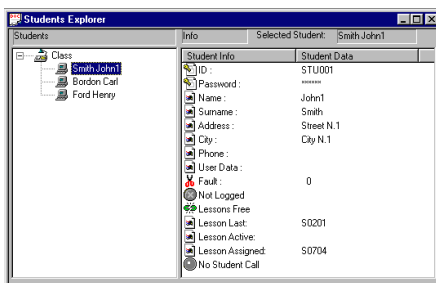 Students Explorer
Students
Info Selected Student: Smith John1
Class
Smith John1
Bordon Carl
Ford Henry
Student Info Student Data
ID : STU001
Password : ******
Name : John1
Surname : Smith
Address : Street N.1
City : City N.1
Phone :
User Data :
Fault : 0
Not Logged
Lessons Free
Lesson Last: S0201
Lesson Active:
Lesson Assigned: S0704
No Student Call